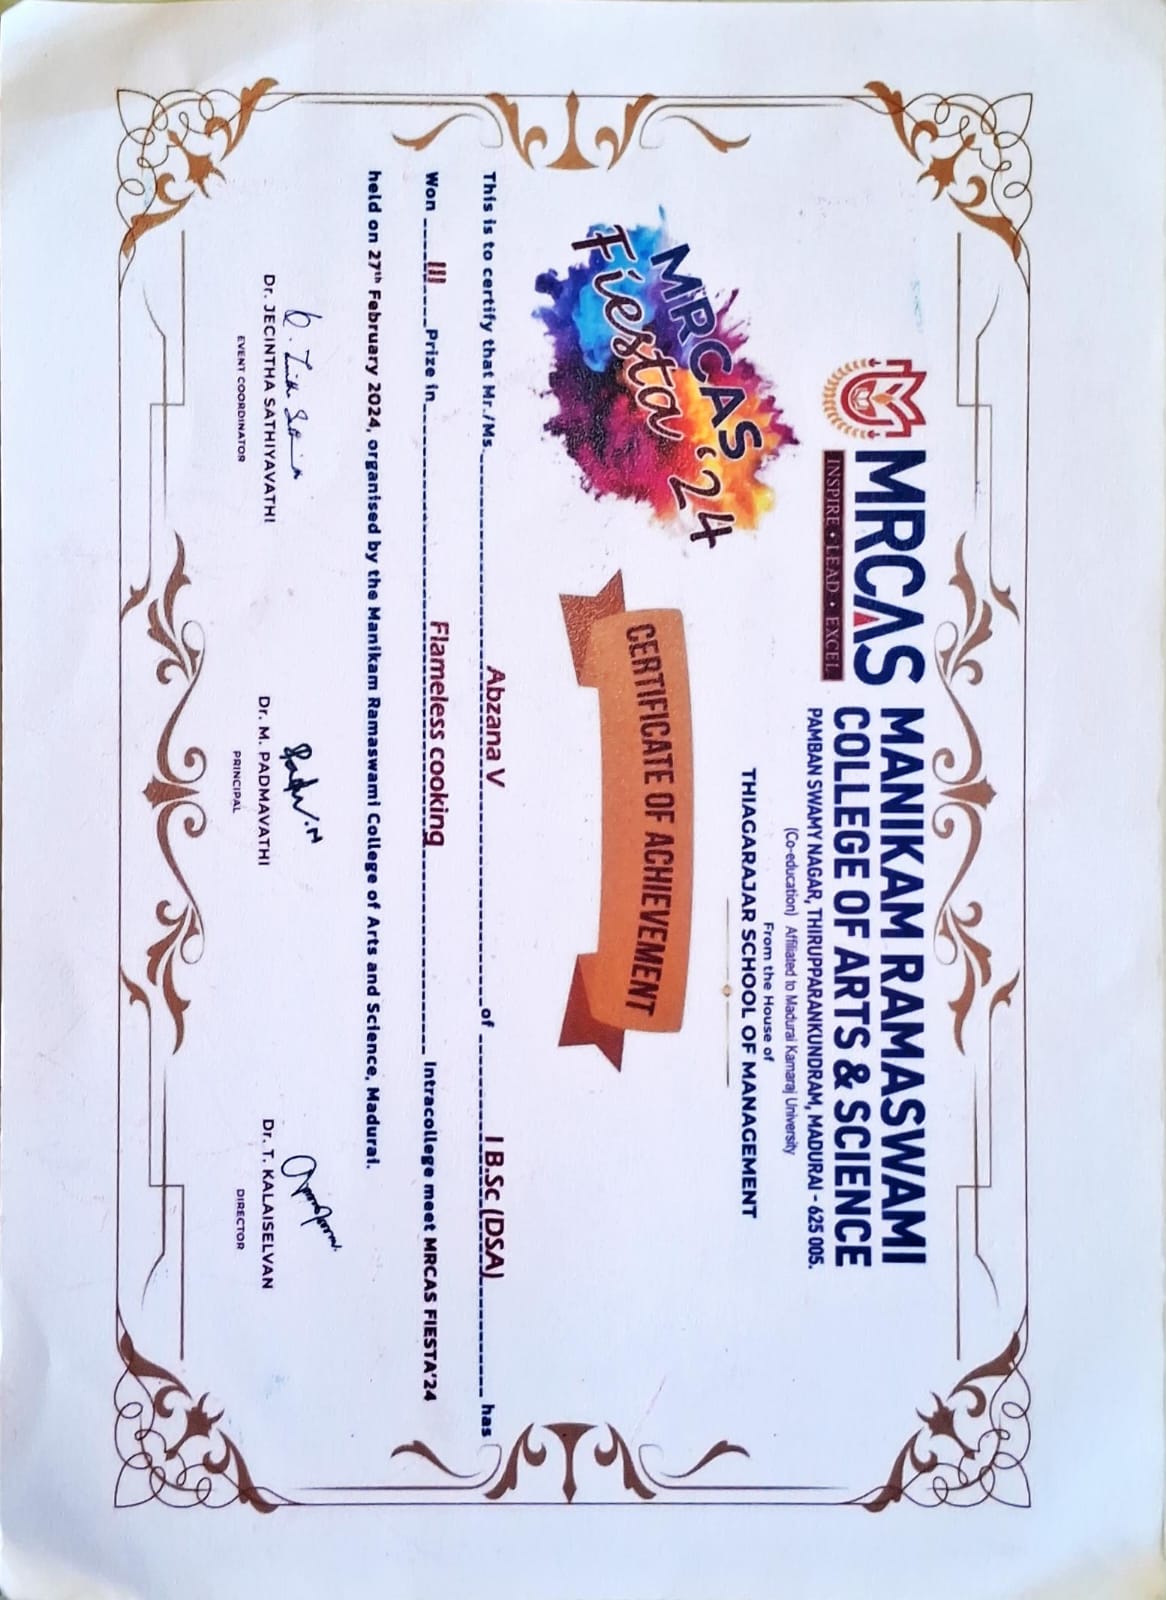 MRCAS
INSPIRE • LEAD • EXCEL
MANIKAM RAMASWAMI
COLLEGE OF ARTS & SCIENCE
PAMBAN SWAMY NAGAR, THIRUPPARANKUNDRAM, MADURAI - 625 005.
(Co-education) Affiliated to Madurai Kamaraj University
From the House of
THIAGARAJAR SCHOOL OF MANAGEMENT
MRCAS
Fiesta '24
CERTIFICATE OF ACHIEVEMENT
This is to certify that Mr./Ms. Abzana V of I B.Sc (DSA) has
Won III Prize in Flameless cooking Intracollege meet MRCAS FIESTA'24
held on 27th February 2024, organised by the Manikam Ramaswami College of Arts and Science, Madurai.
Dr. JECINTHA SATHIYAVATHI
EVENT COORDINATOR
Dr. M. PADMAVATHI
PRINCIPAL
Dr. T. KALAISELVAN
DIRECTOR